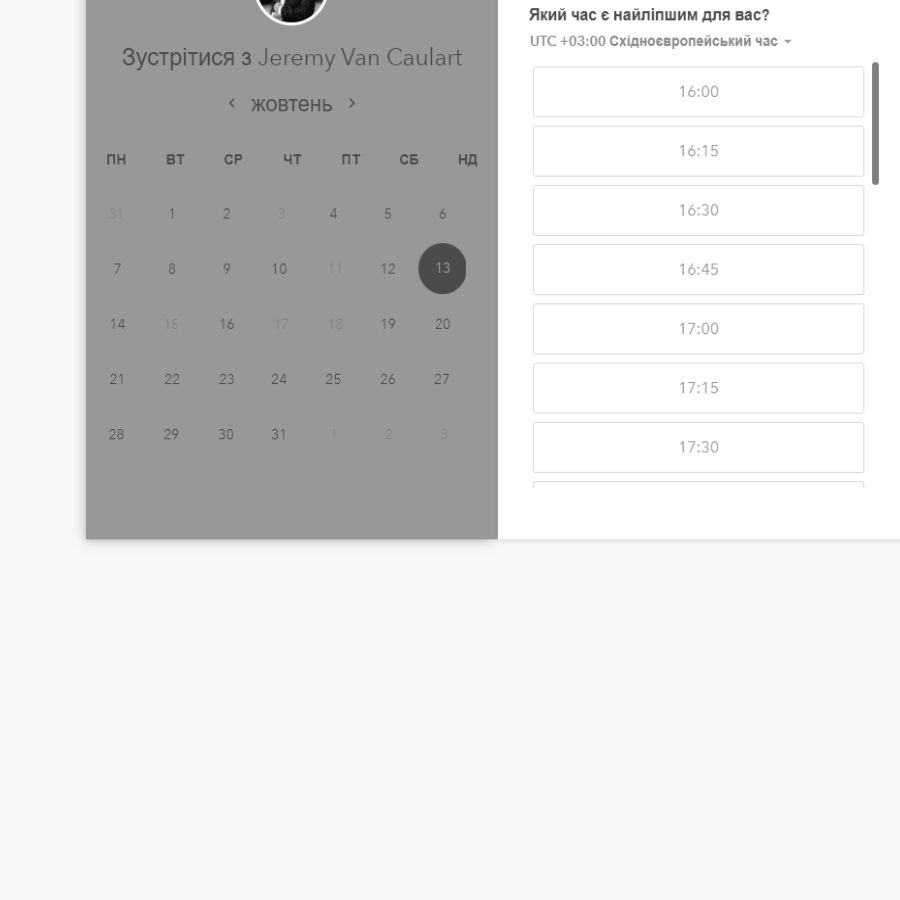 Зустрітися з Jeremy Van Caulart
‹ жовтень ›
ПН ВТ СР ЧТ ПТ СБ НД
31 1 2 3 4 5 6
7 8 9 10 11 12 13
14 15 16 17 18 19 20
21 22 23 24 25 26 27
28 29 30 31 1 2 3
Який час є найліпшим для вас?
UTC +03:00 Східноєвропейський час
16:00
16:15
16:30
16:45
17:00
17:15
17:30